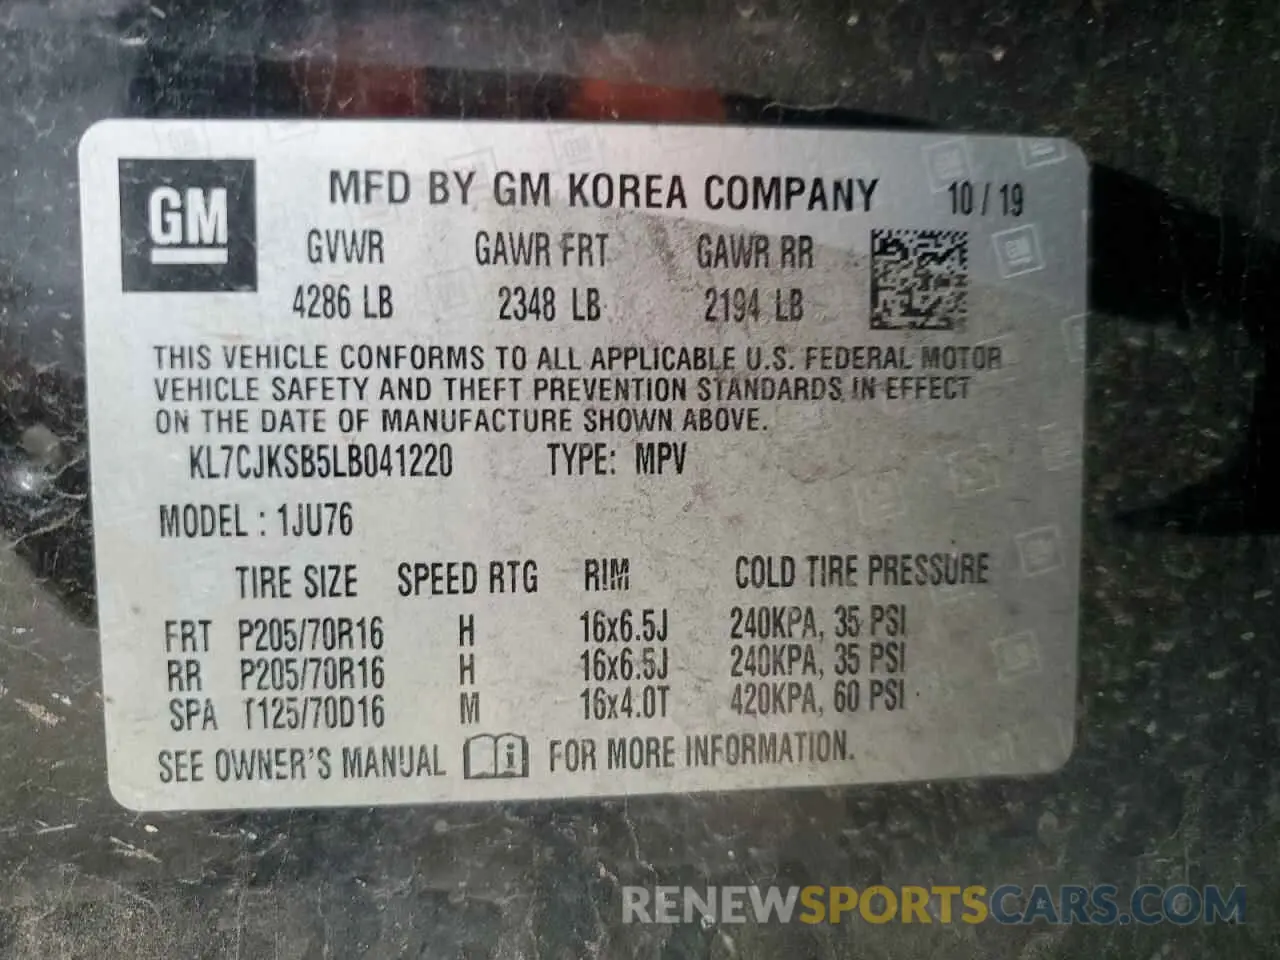 GM
MFD BY GM KOREA COMPANY 10 / 19
GVWR GAWR FRT GAWR RR
4286 LB 2348 LB 2194 LB
THIS VEHICLE CONFORMS TO ALL APPLICABLE U.S. FEDERAL MOTOR
VEHICLE SAFETY AND THEFT PREVENTION STANDARDS IN EFFECT
ON THE DATE OF MANUFACTURE SHOWN ABOVE.
KL7CJKSB5LB041220 TYPE: MPV
MODEL : 1JU76
TIRE SIZE SPEED RTG RIM COLD TIRE PRESSURE
FRT P205/70R16 H 16x6.5J 240KPA, 35 PSI
RR P205/70R16 H 16x6.5J 240KPA, 35 PSI
SPA T125/70D16 M 16x4.0T 420KPA, 60 PSI
SEE OWNER'S MANUAL FOR MORE INFORMATION.
RENEWSPORTSCARS.COM